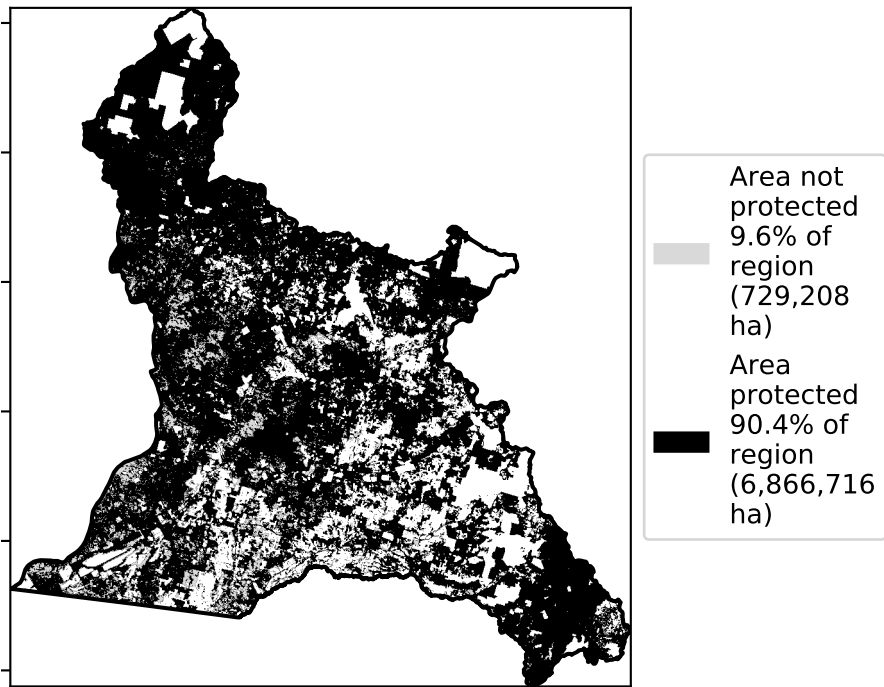 Area not
protected
9.6% of
region
(729,208
ha)
Area
protected
90.4% of
region
(6,866,716
ha)